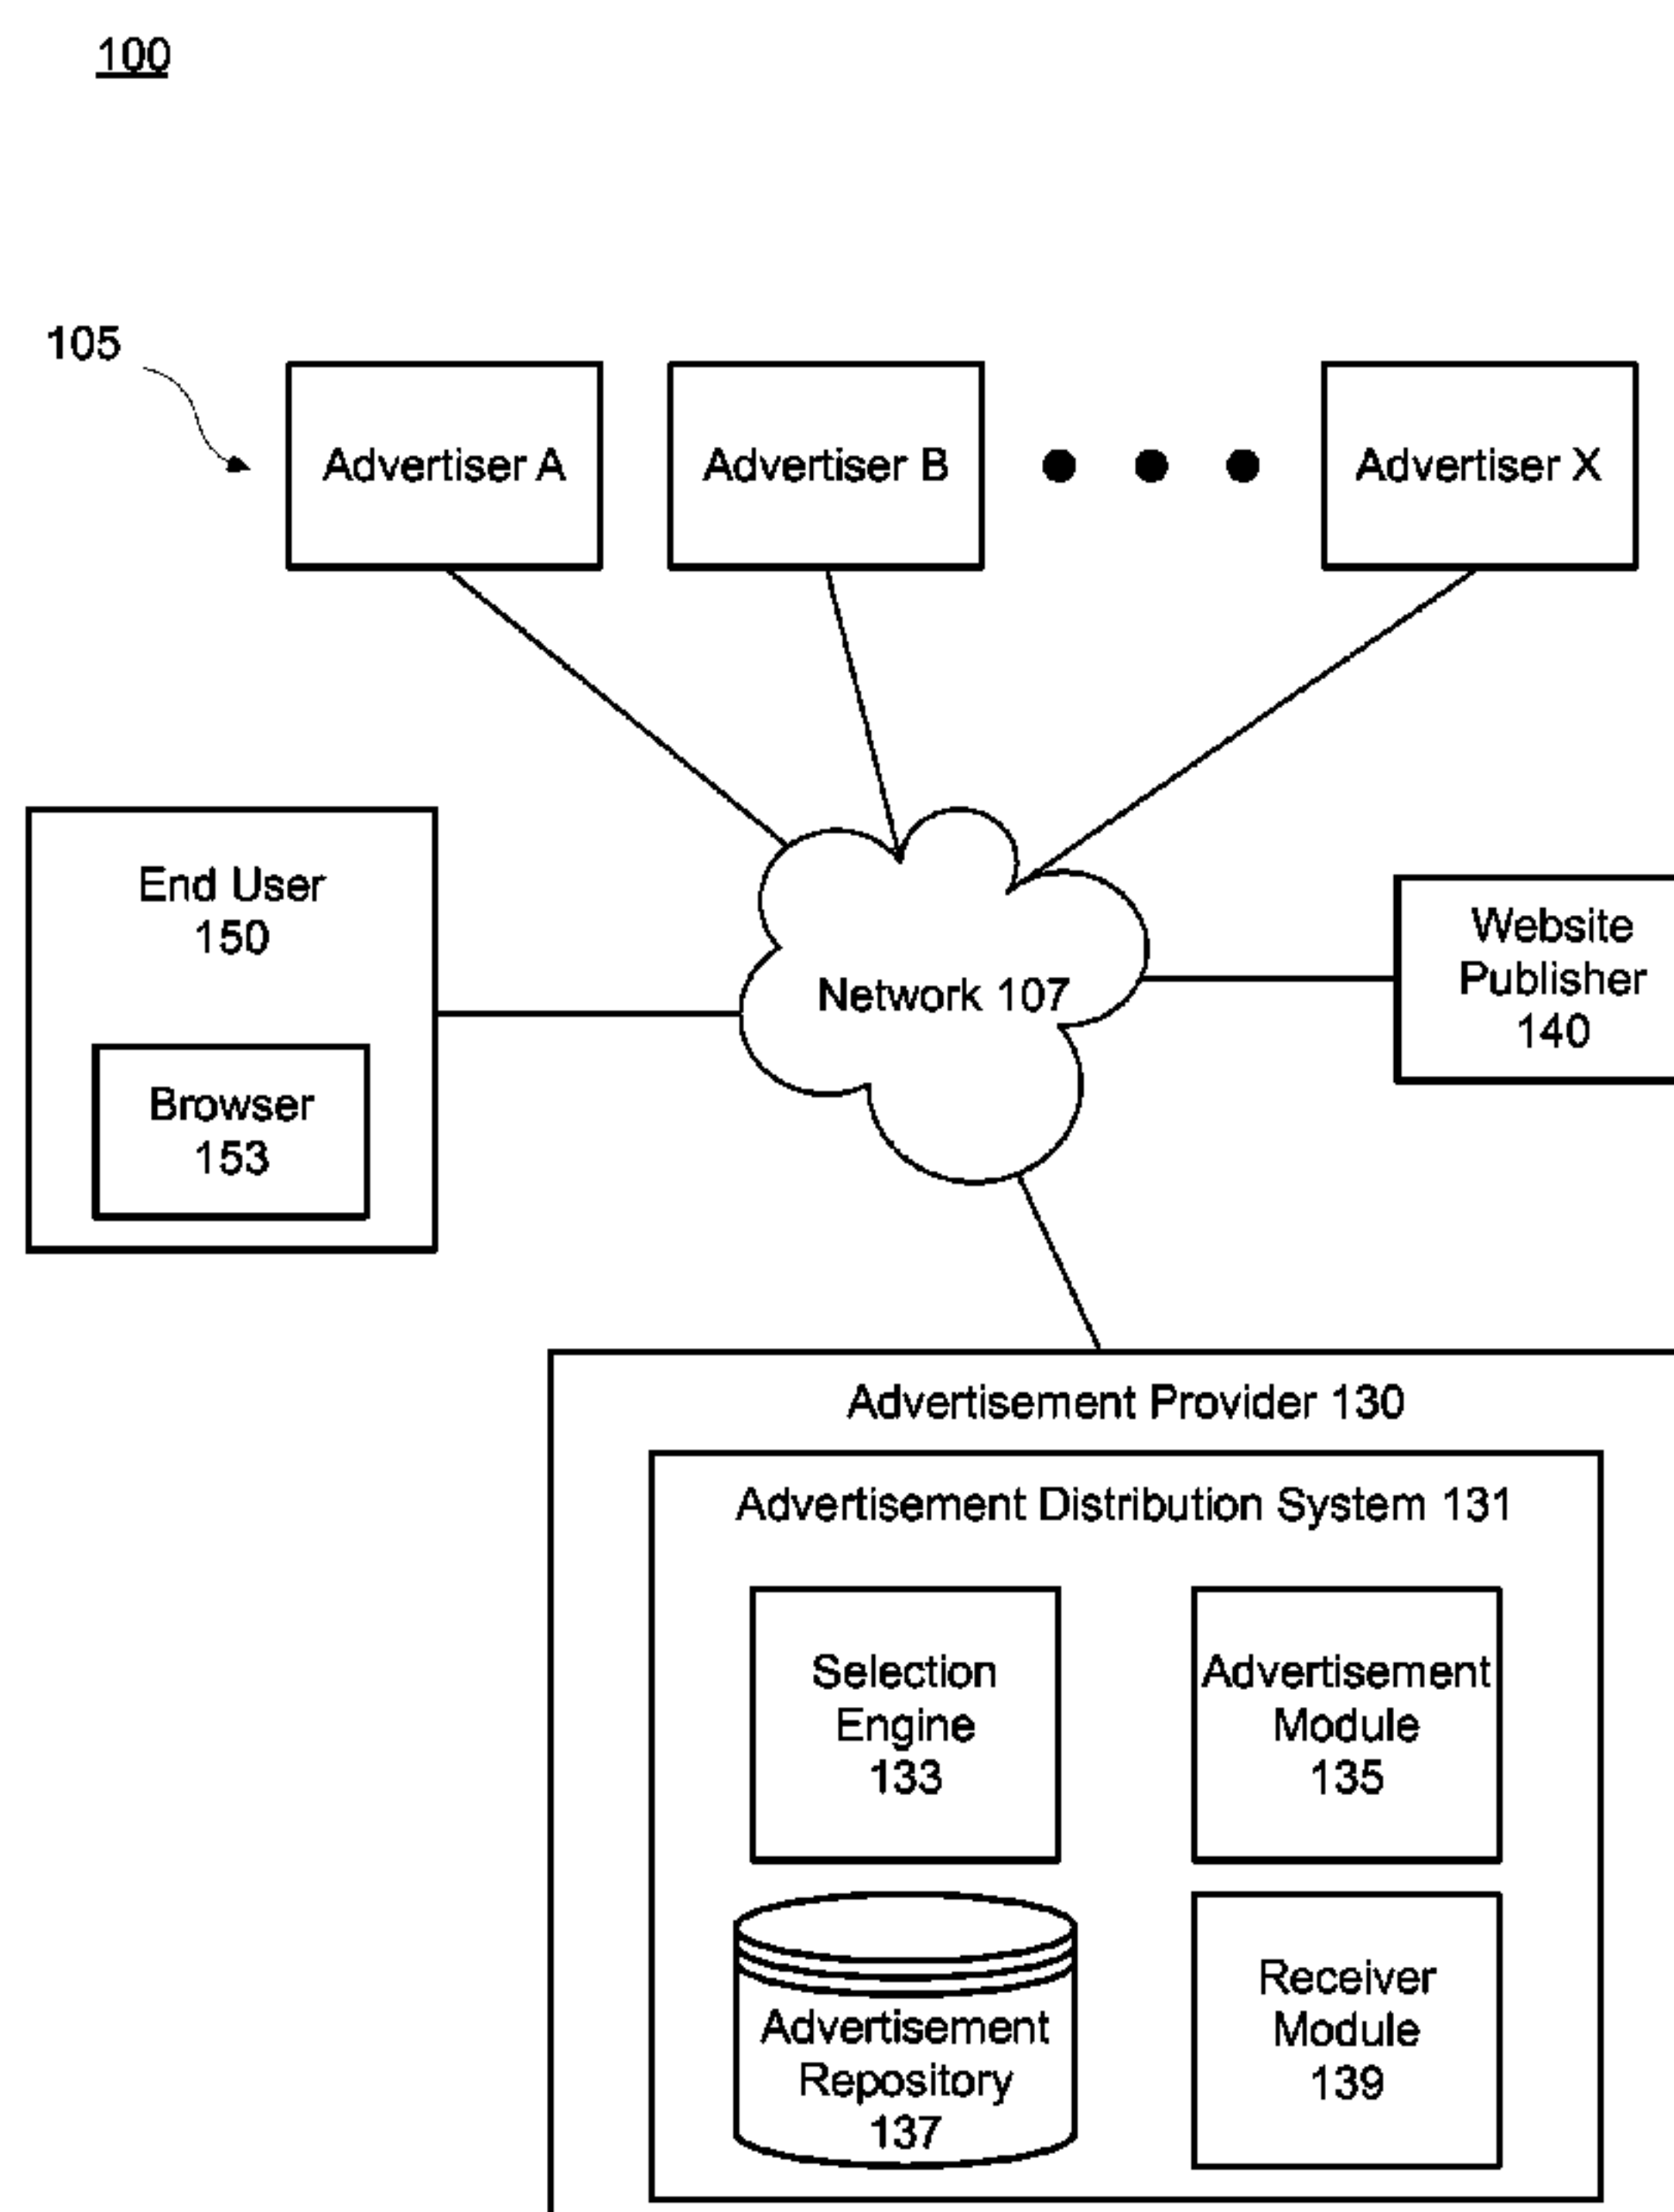 100
105
Advertiser A
Advertiser B
Advertiser X
End User
150
Browser
153
Network 107
Website
Publisher
140
Advertisement Provider 130
Advertisement Distribution System 131
Selection
Engine
133
Advertisement
Module
135
Advertisement
Repository
137
Receiver
Module
139